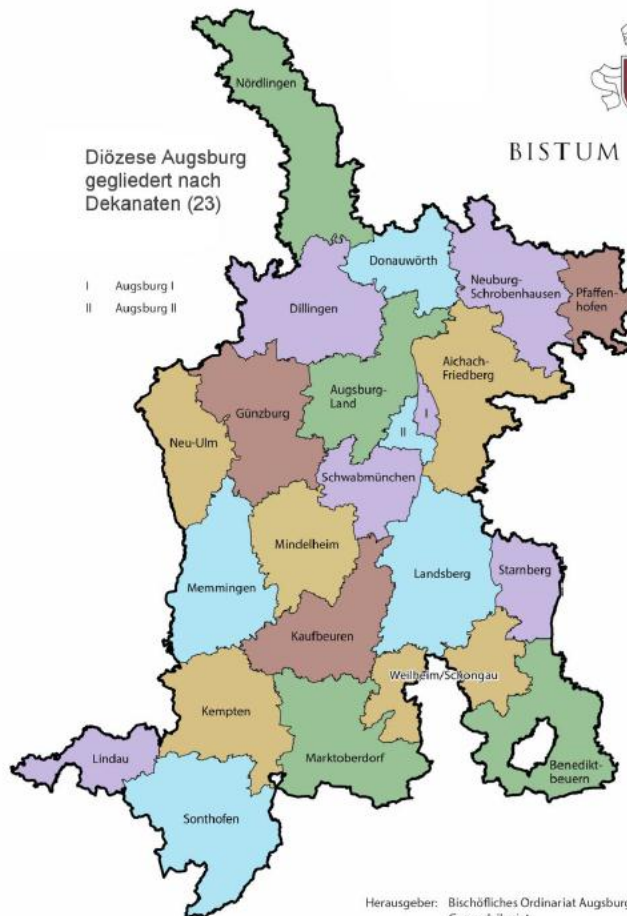 Nördlingen
Diözese Augsburg
gegliedert nach
Dekanaten (23)
BISTUM
I Augsburg I
II Augsburg II
Donauwörth
Neuburg-
Schrobenhausen
Pfaffen-
hofen
Dillingen
Aichach-
Friedberg
Augsburg-
Land
Günzburg
I
II
Neu-Ulm
Schwabmünchen
Mindelheim
Landsberg
Starnberg
Memmingen
Kaufbeuren
Weilheim/Schongau
Kempten
Lindau
Marktoberdorf
Benedikt-
beuern
Sonthofen
Herausgeber: Bischöfliches Ordinariat Augsburg